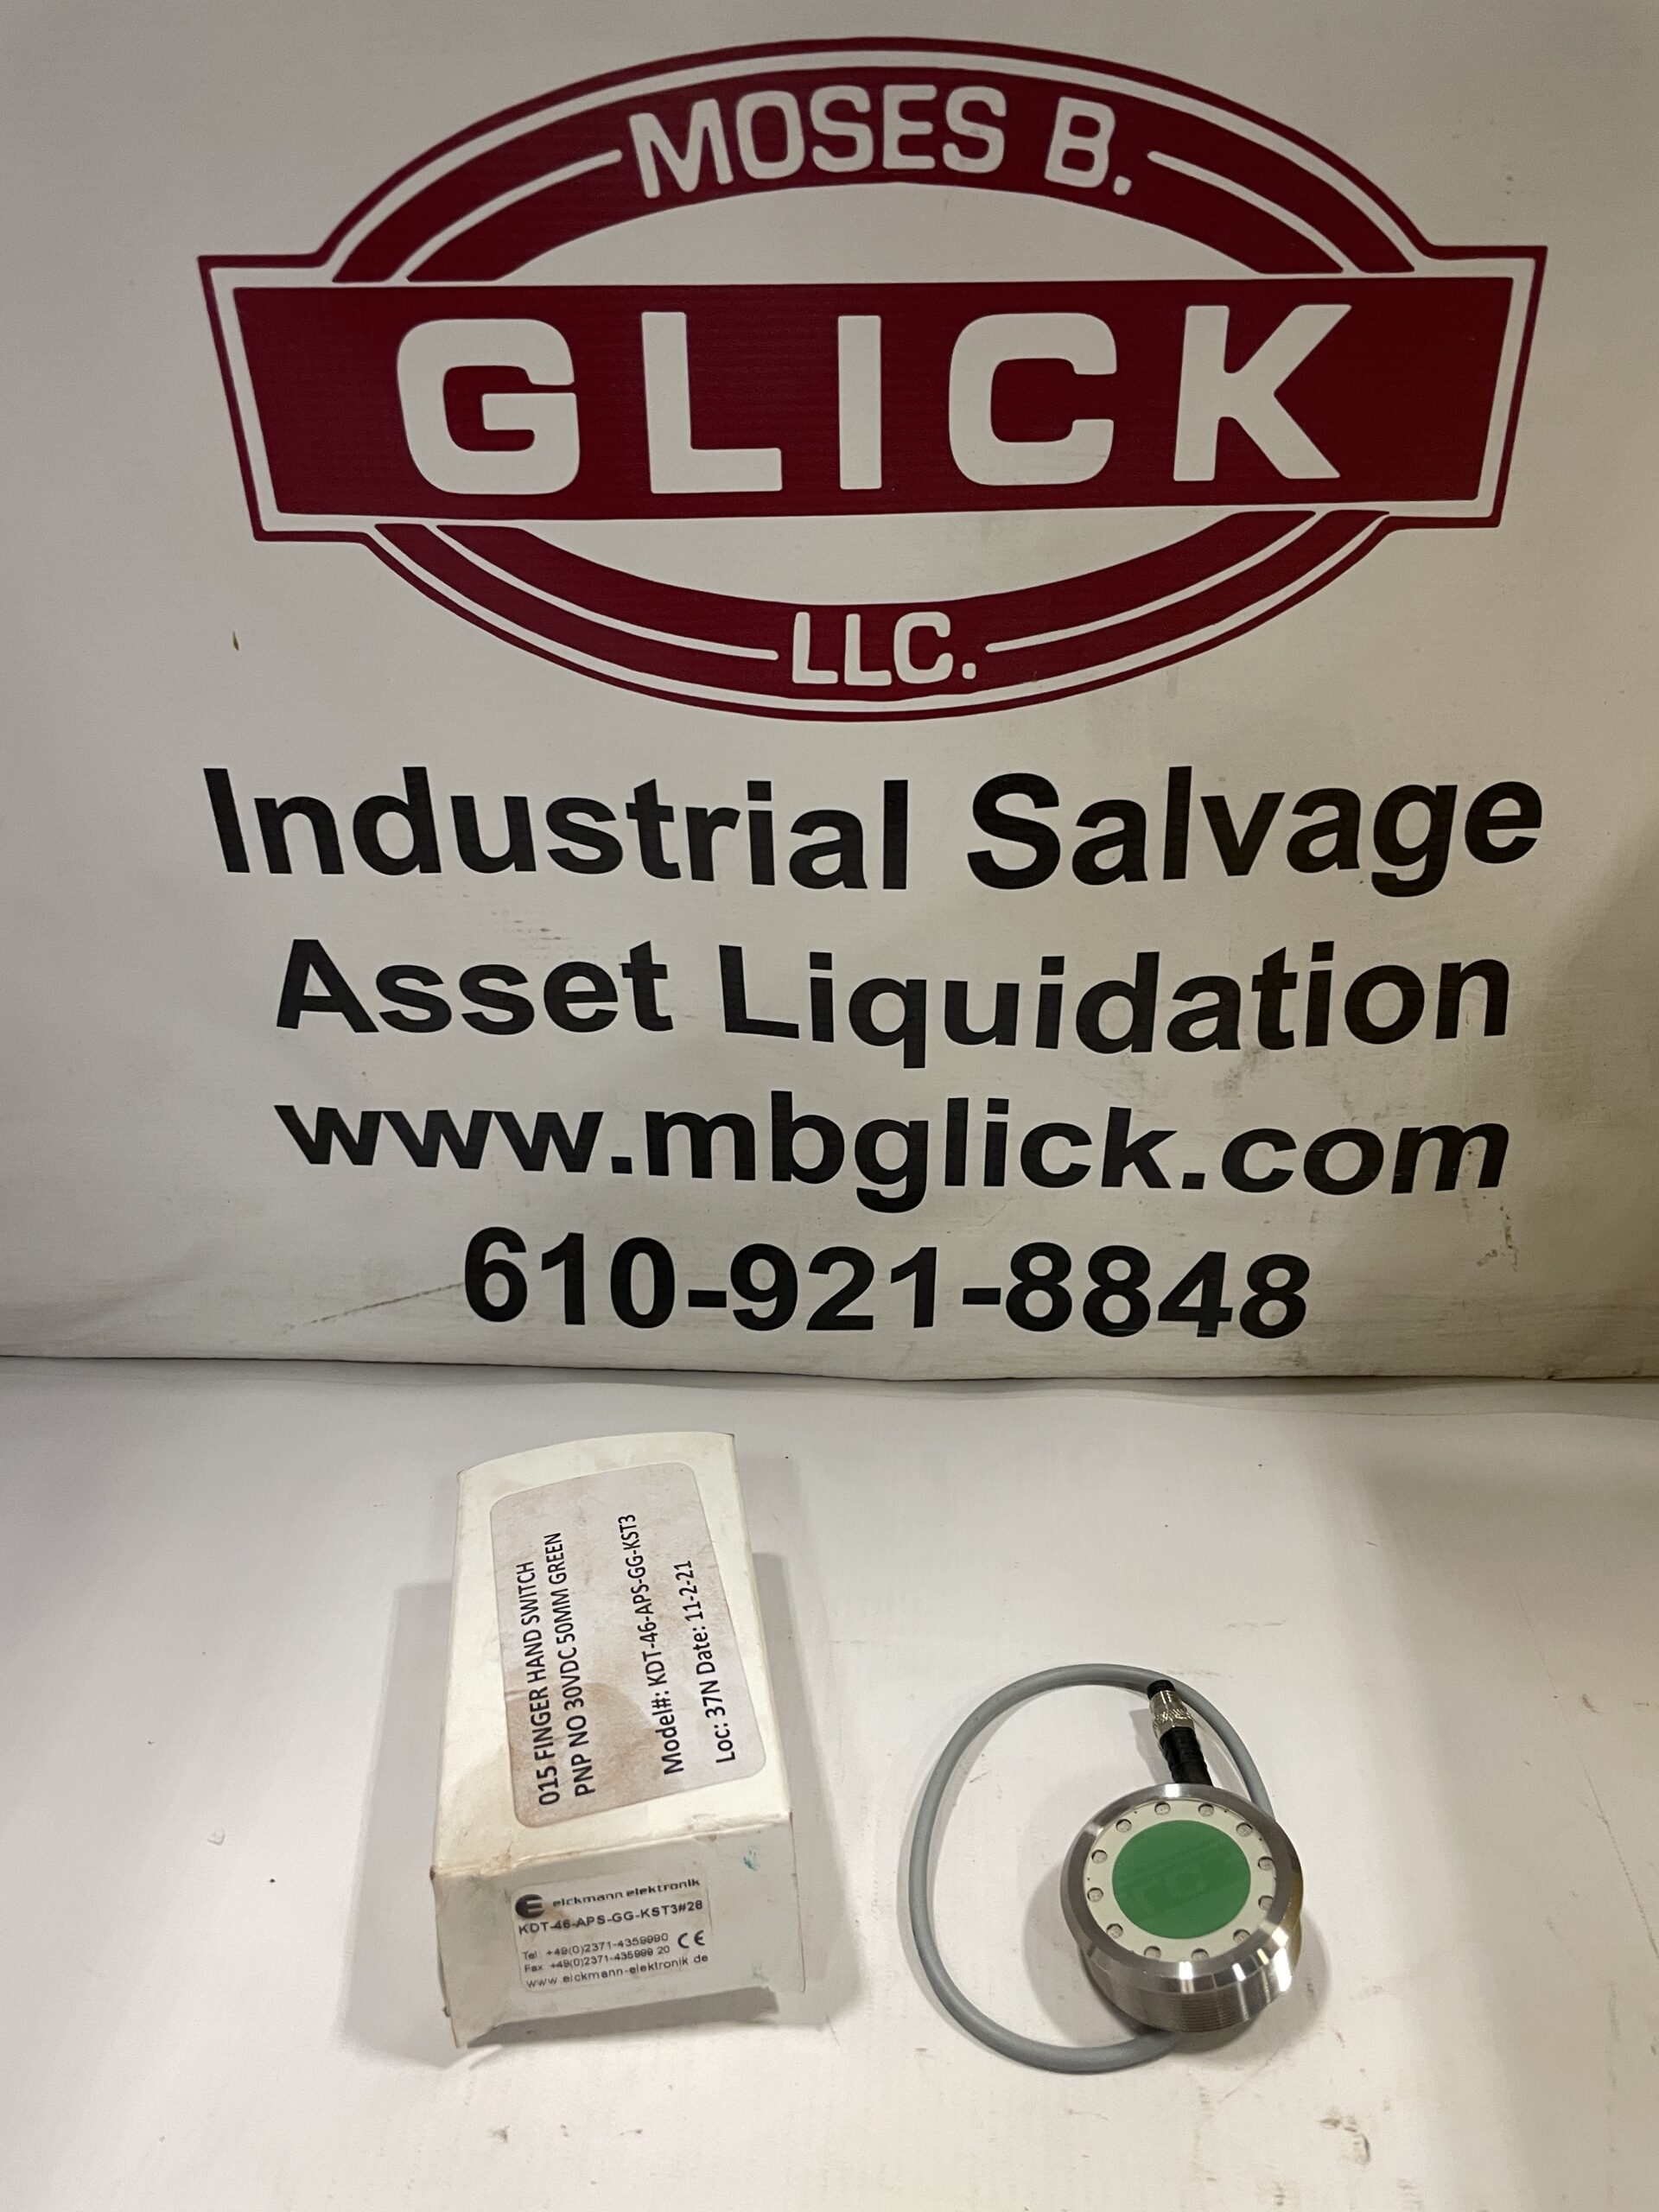 MOSES B.
GLICK
LLC.
Industrial Salvage
Asset Liquidation
www.mbglick.com
610-921-8848
015 FINGER HAND SWITCH
PNP NO 30VDC 50MM GREEN
Model#: KDT-46-APS-GG-KST3
Loc: 37N Date: 11-2-21
eickmann elektronik
KDT-46-APS-GG-KST3#28
Tel +49(0)2371-4359990
Fax +49(0)2371-435999 20
CE
www.eickmann-elektronik.de